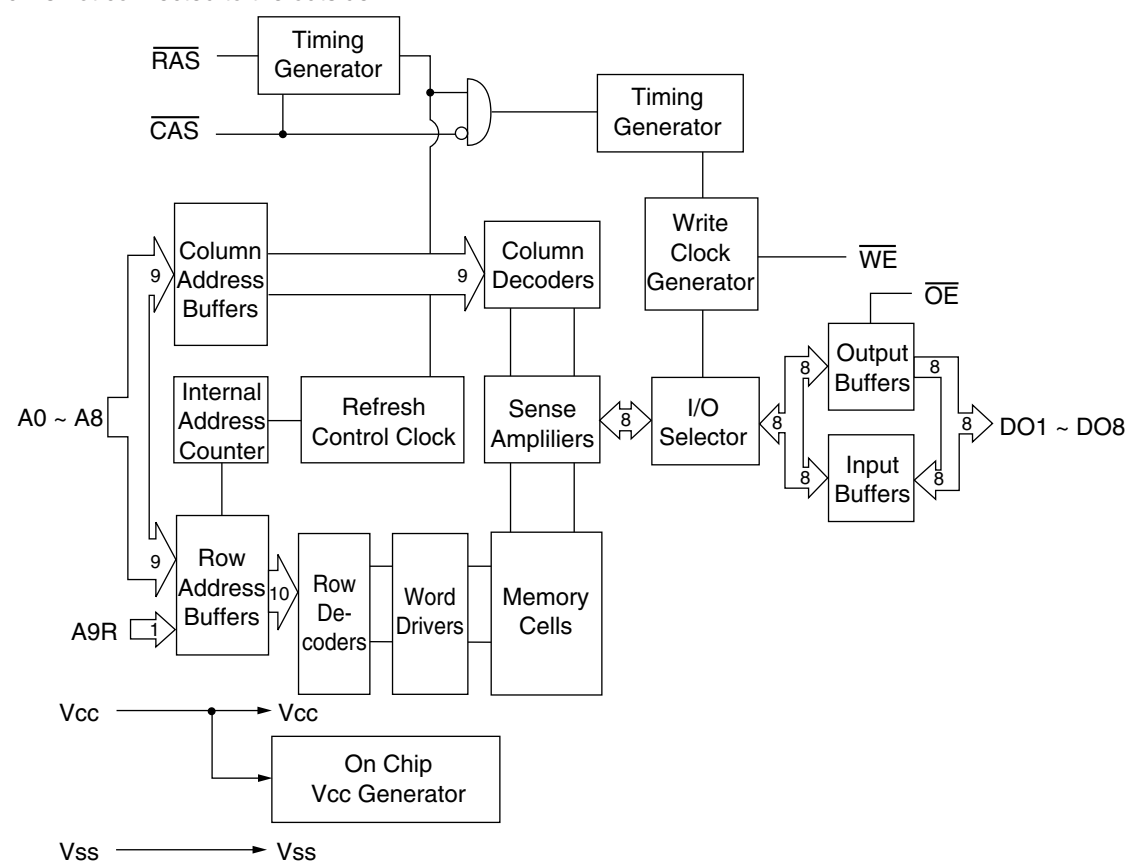 RAS
Timing
Generator
CAS
Timing
Generator
Column
Address
Buffers
9
9
Column
Decoders
Write
Clock
Generator
WE
OE
Output
Buffers
8
8
A0 ~ A8
Internal
Address
Counter
Refresh
Control Clock
Sense
Ampliliers
8
I/O
Selector
8
8
DO1 ~ DO8
Input
Buffers
8
8
9
Row
Address
Buffers
10
Row
De-
coders
Word
Drivers
Memory
Cells
A9R
1
Vcc
Vcc
On Chip
Vcc Generator
Vss
Vss